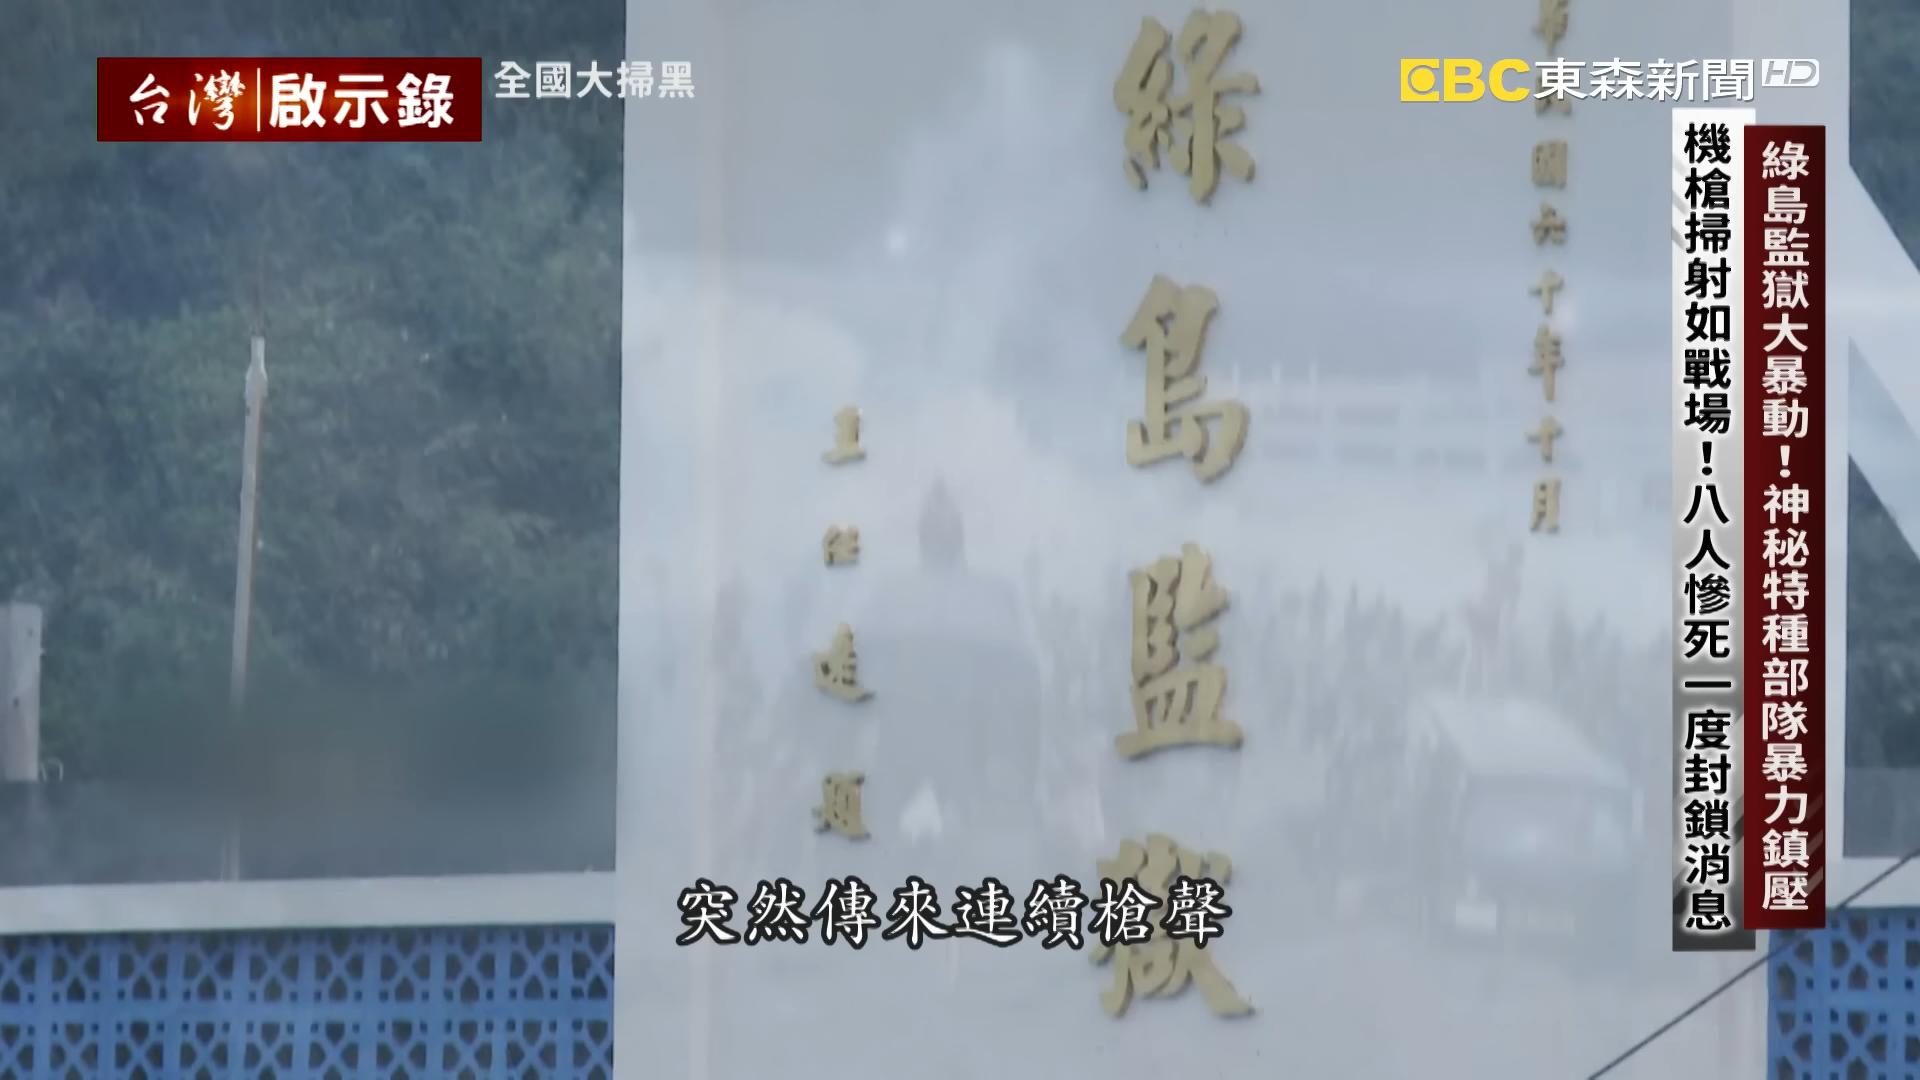 台灣啟示錄
全國大掃黑
EBC東森新聞HD
綠島監獄大暴動！神秘特種部隊暴力鎮壓
機槍掃射如戰場！八人慘死一度封鎖消息
國六十年十月
綠島監獄
題
突然傳來連續槍聲